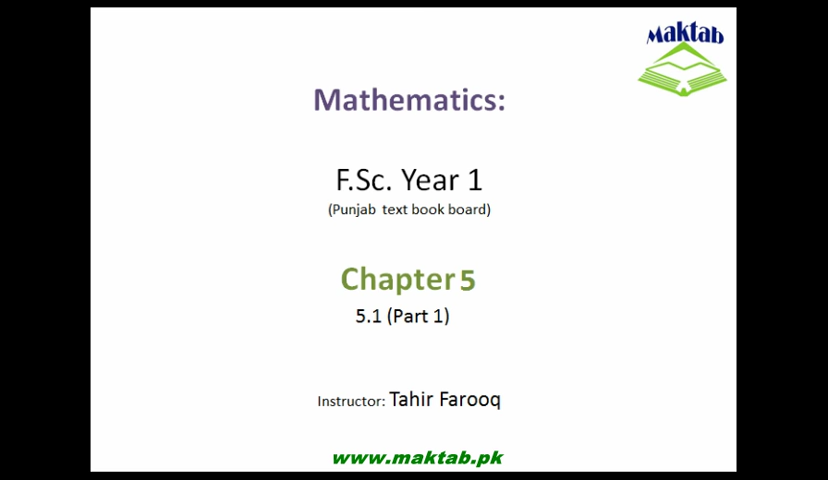 Maktab
Mathematics:
F.Sc. Year 1
(Punjab text book board)
Chapter 5
5.1 (Part 1)
Instructor: Tahir Farooq
www.maktab.pk